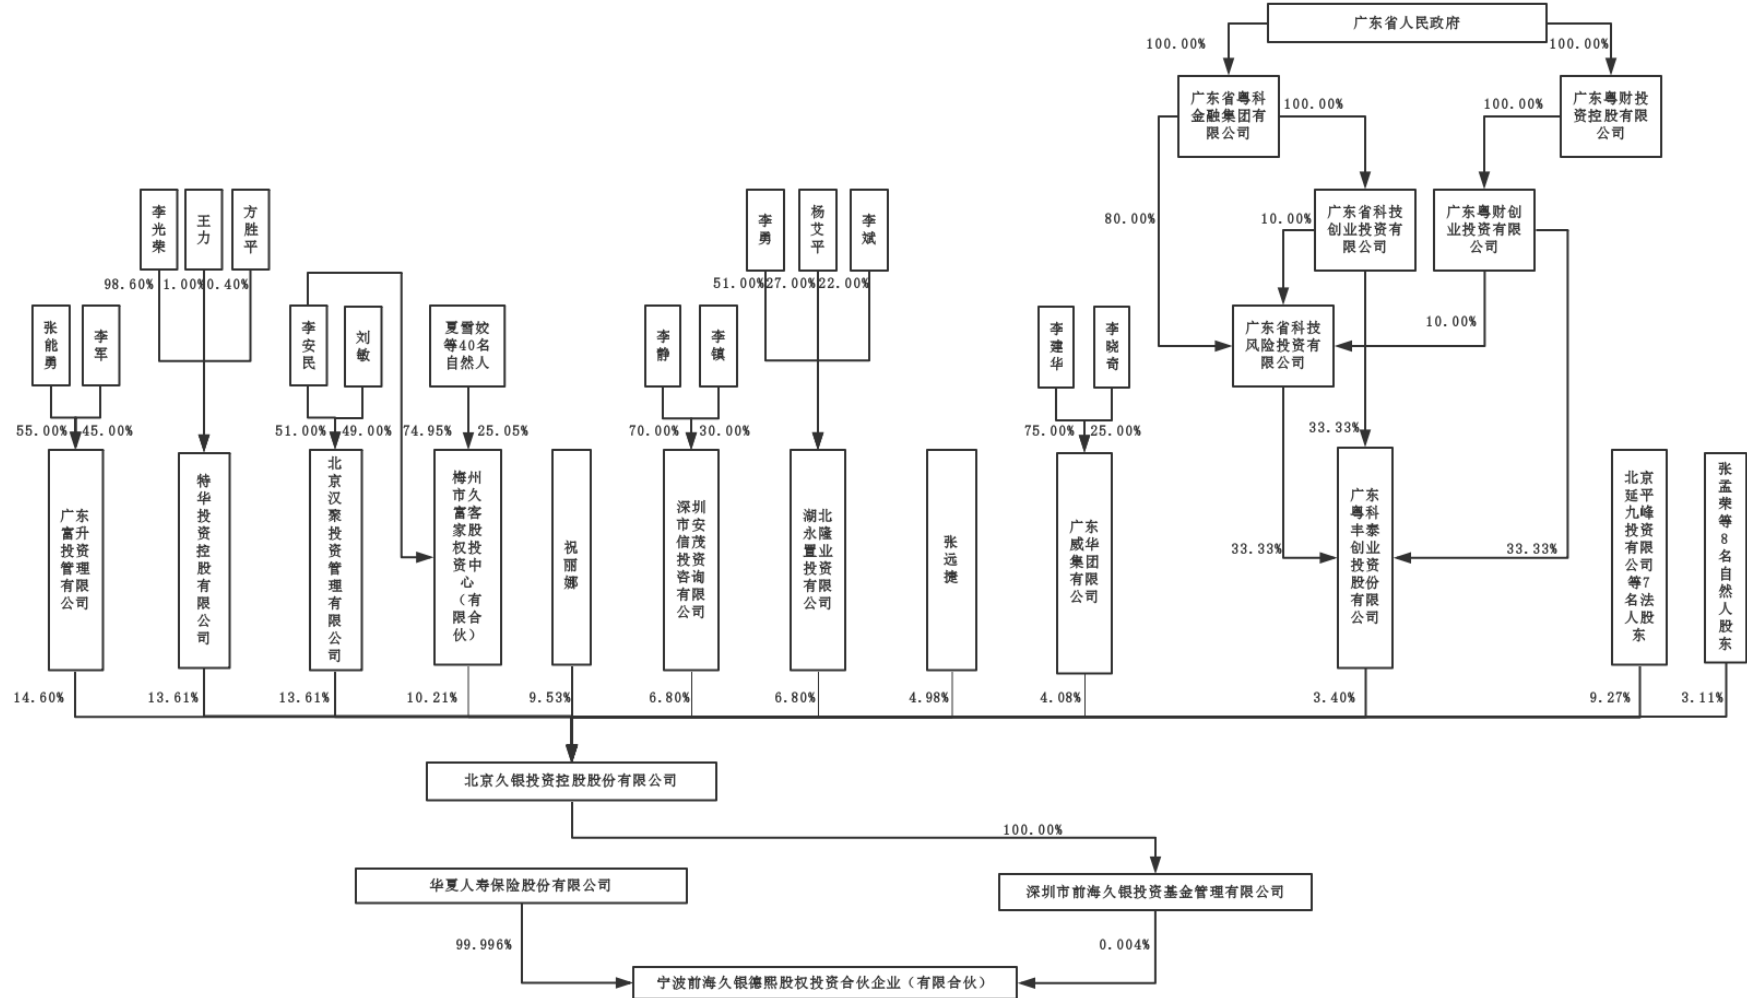 广东省人民政府
100.00%
100.00%
广东省粤科
金融集团有
限公司
100.00%
100.00%
广东粤财投
资控股有限
公司
李光荣
王力
方胜平
李勇
杨艾平
李斌
80.00%
10.00%
广东省科技
创业投资有
限公司
广东粤财创
业投资有限
公司
98.60%
1.00%
0.40%
51.00%
27.00%
22.00%
张能勇
李军
李安民
刘敏
夏雪姣
等40名
自然人
李静
李镇
李建华
李晓奇
广东省科技
风险投资有
限公司
10.00%
55.00%
45.00%
51.00%
49.00%
74.95%
25.05%
70.00%
30.00%
75.00%
25.00%
33.33%
广东
富升
投资
管理
有限
公司
特华投资控股有限公司
北京汉聚投资管理有限公司
梅州
市久
富客
家股
权投
资中
心
（有
限合
伙）
祝丽娜
深圳
市安
信茂
投资
咨询
有限
公司
湖北
永隆
置业
投资
有限
公司
张远捷
广东
威华
集团
有限
公司
33.33%
广东
粤科
丰泰
创业
投资
股份
有限
公司
33.33%
北京
延平
九峰
投资
有限
公司
等7
名法
人股
东
张孟荣等8名自然人股东
14.60%
13.61%
13.61%
10.21%
9.53%
6.80%
6.80%
4.98%
4.08%
3.40%
9.27%
3.11%
北京久银投资控股股份有限公司
100.00%
华夏人寿保险股份有限公司
深圳市前海久银投资基金管理有限公司
99.996%
0.004%
宁波前海久银德熙股权投资合伙企业（有限合伙）